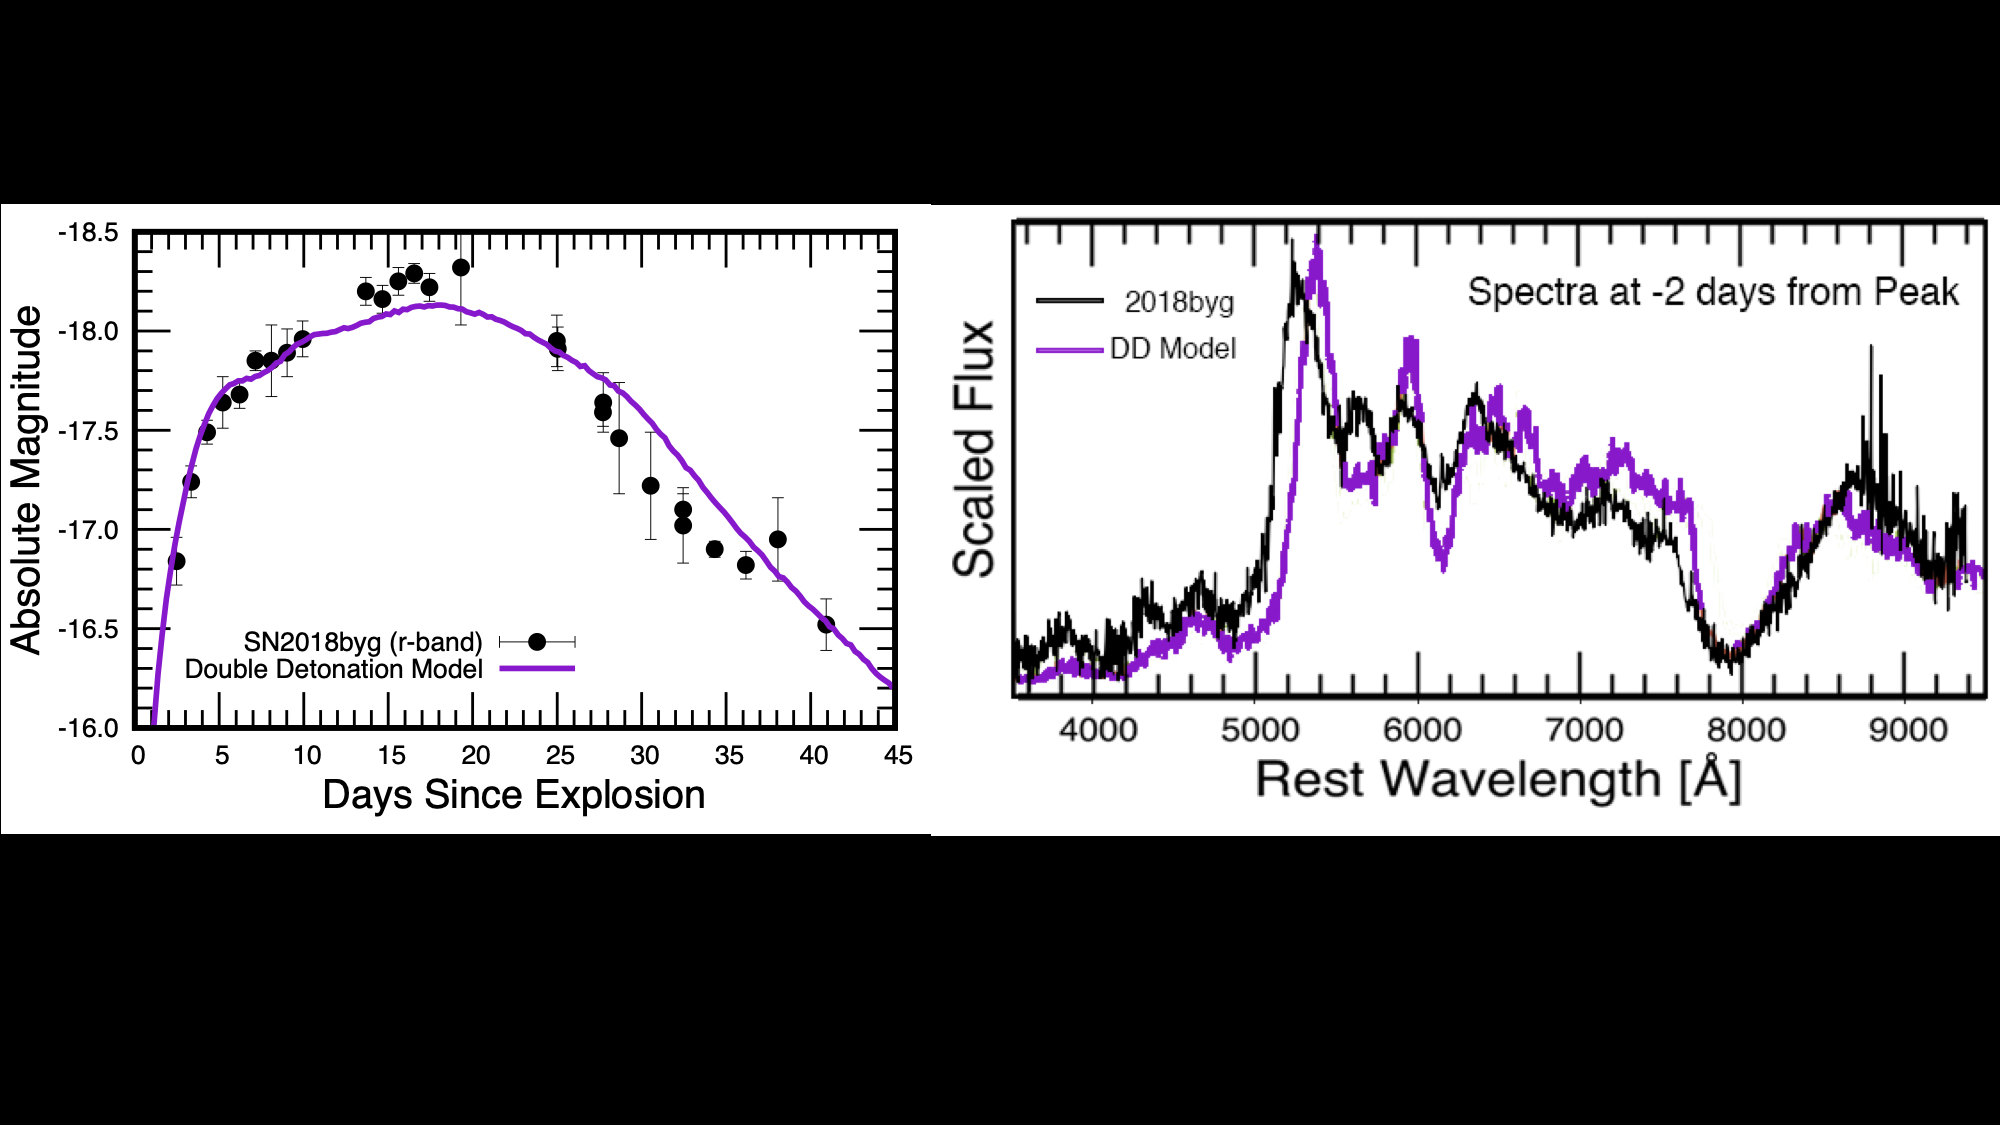 -18.5
-18.0
-17.5
-17.0
-16.5
-16.0
Absolute Magnitude
SN2018byg (r-band)
Double Detonation Model
0 5 10 15 20 25 30 35 40 45
Days Since Explosion
Scaled Flux
Spectra at -2 days from Peak
2018byg
DD Model
4000 5000 6000 7000 8000 9000
Rest Wavelength [Å]